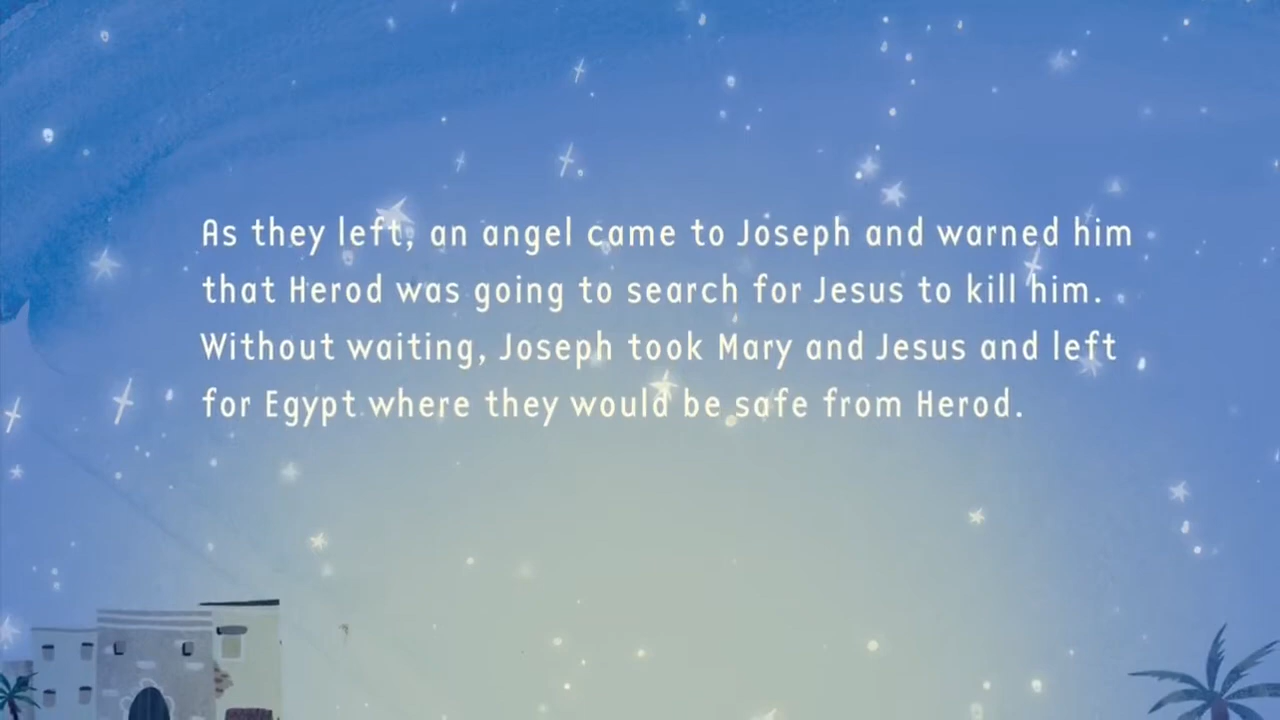 As they left, an angel came to Joseph and warned him
that Herod was going to search for Jesus to kill him.
Without waiting, Joseph took Mary and Jesus and left
for Egypt where they would be safe from Herod.